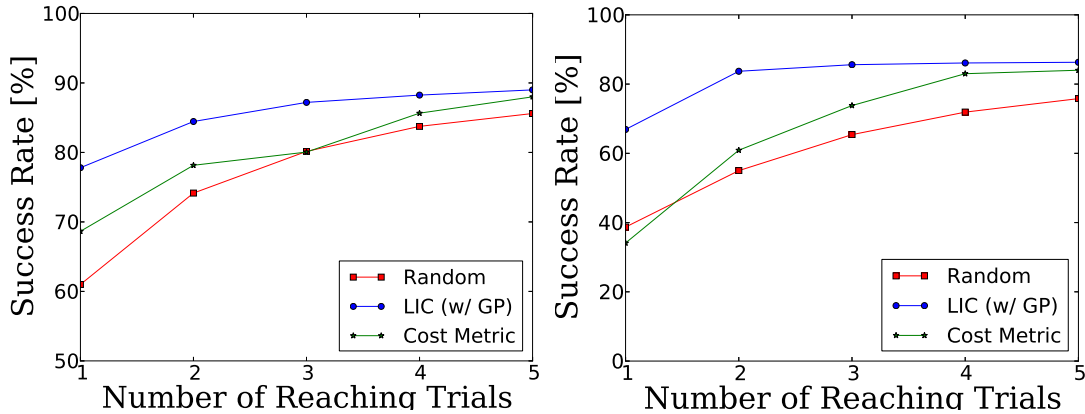 100
90
80
70
60
50
Success Rate [%]
1 2 3 4 5
Number of Reaching Trials
Random
LIC (w/ GP)
Cost Metric
100
80
60
40
20
0
Success Rate [%]
1 2 3 4 5
Number of Reaching Trials
Random
LIC (w/ GP)
Cost Metric